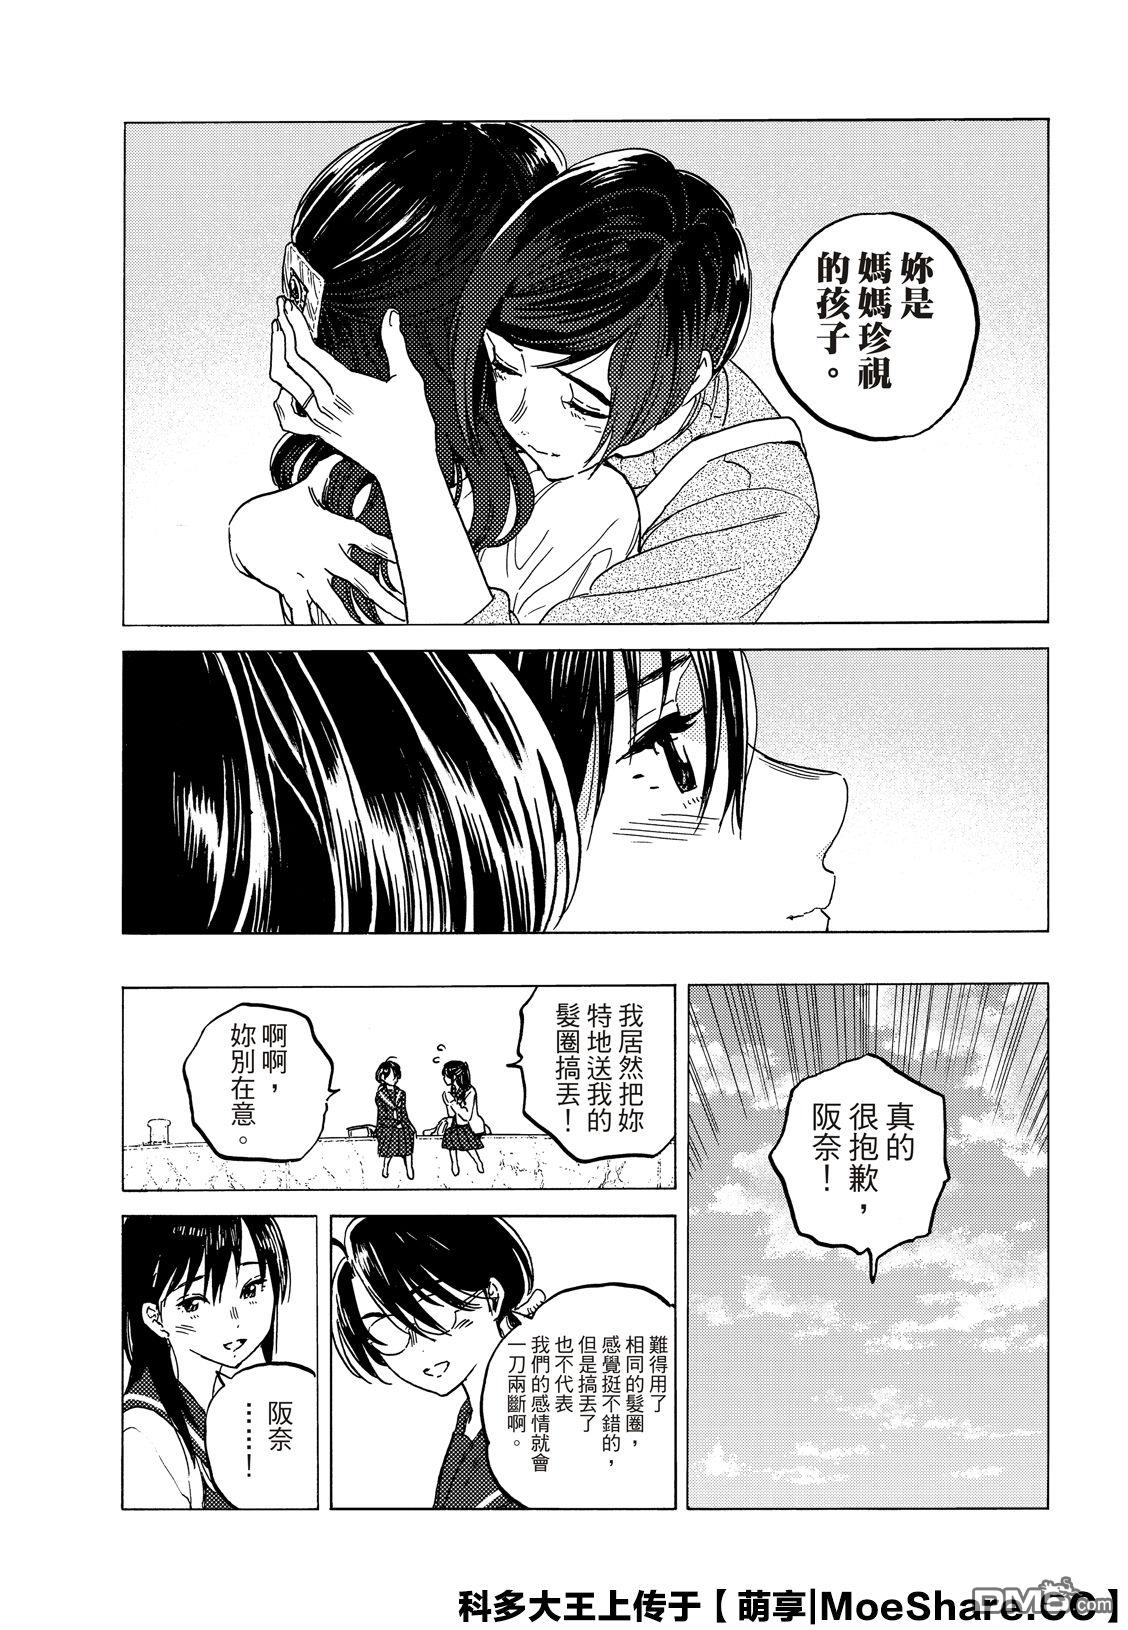 妳是
媽媽珍視
的孩子。
真的
很抱歉，
阪奈！
我居然把妳
特地送我的
髮圈搞丟！
啊啊，
妳別在意。
難得用了
相同的髮圈，
感覺挺不錯的，
但是搞丟了
也不代表
我們的感情就會
一刀兩斷啊。
阪奈
……！
科多大王上传于【萌享|MoeShare.CC】